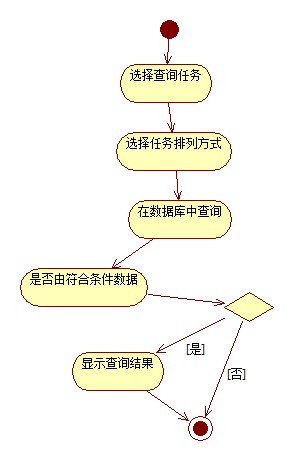 选择查询任务
选择任务排列方式
在数据库中查询
是否由符合条件数据
[是]
显示查询结果
[否]